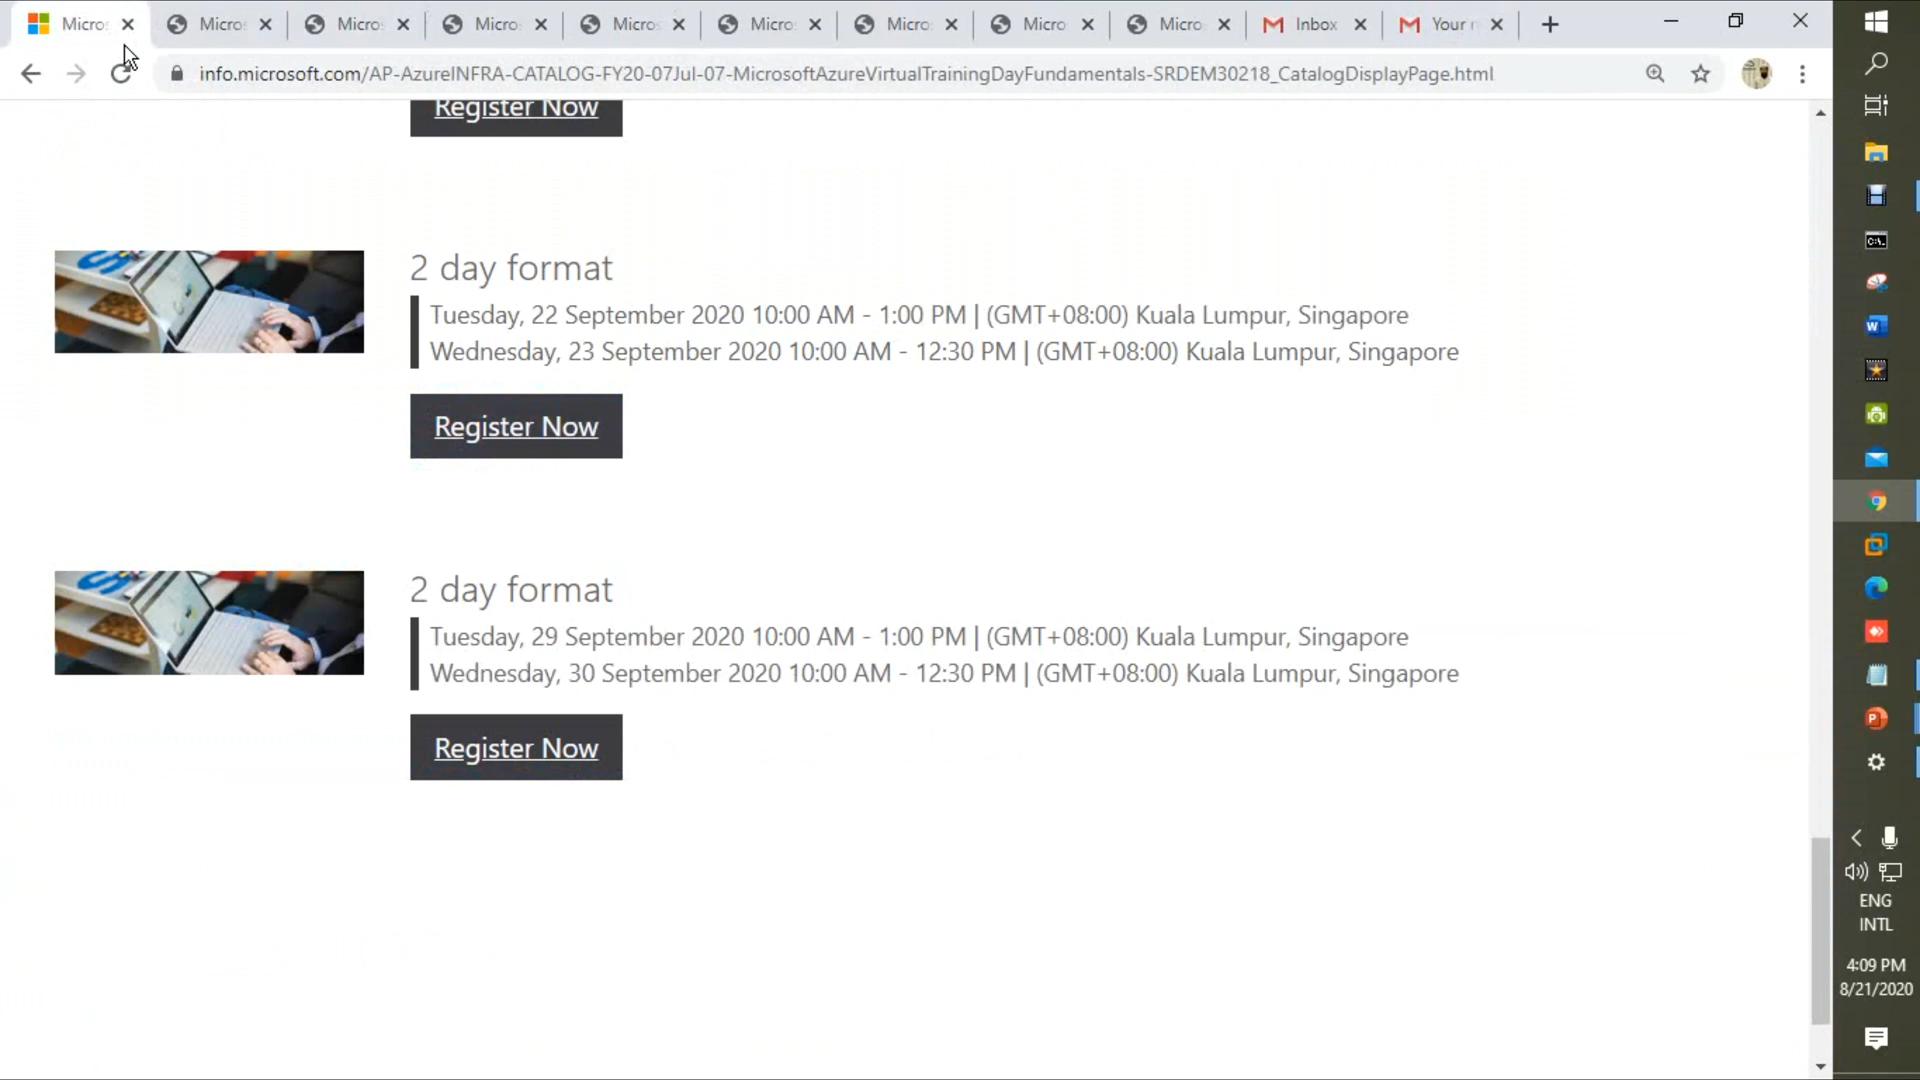 Micro
Micro
Micro
Micro
Micro
Micro
Micro
Micro
Micro
Inbox
Your
info.microsoft.com/AP-AzureINFRA-CATALOG-FY20-07Jul-07-MicrosoftAzureVirtualTrainingDayFundamentals-SRDEM30218_CatalogDisplayPage.html
Register Now
2 day format
Tuesday, 22 September 2020 10:00 AM - 1:00 PM | (GMT+08:00) Kuala Lumpur, Singapore
Wednesday, 23 September 2020 10:00 AM - 12:30 PM | (GMT+08:00) Kuala Lumpur, Singapore
Register Now
2 day format
Tuesday, 29 September 2020 10:00 AM - 1:00 PM | (GMT+08:00) Kuala Lumpur, Singapore
Wednesday, 30 September 2020 10:00 AM - 12:30 PM | (GMT+08:00) Kuala Lumpur, Singapore
Register Now
ENG
INTL
4:09 PM
8/21/2020